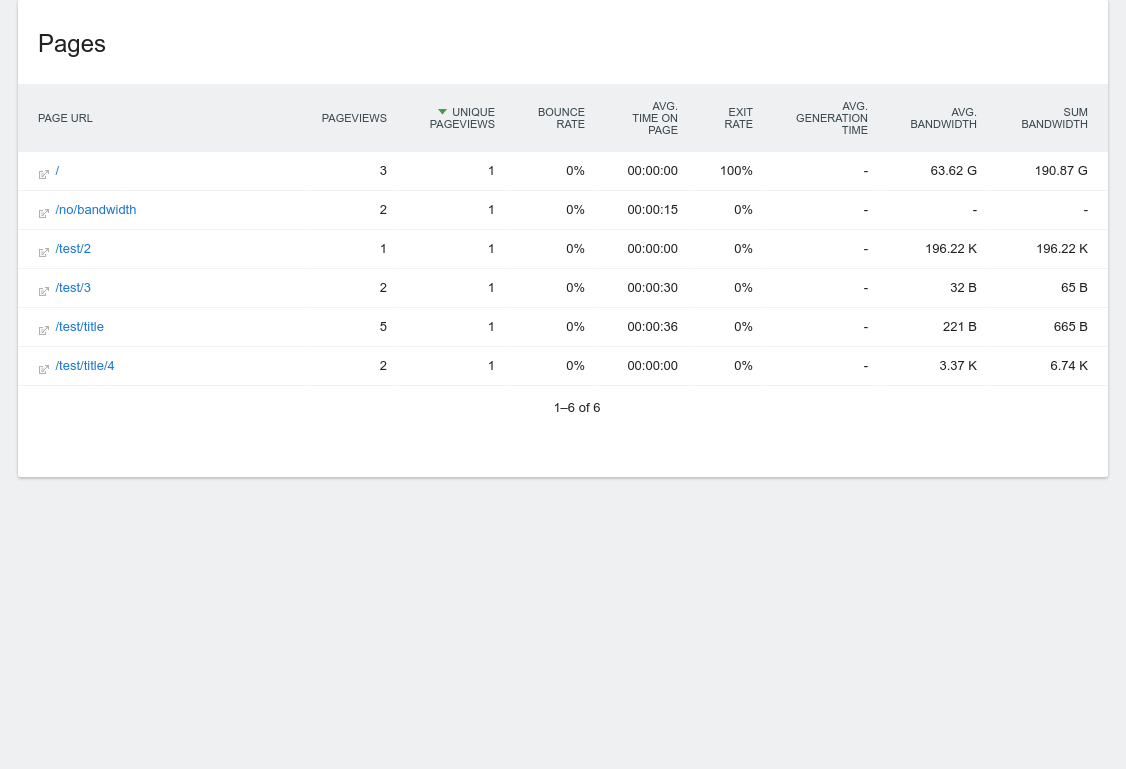 Pages
PAGE URL PAGEVIEWS UNIQUE PAGEVIEWS BOUNCE RATE AVG. TIME ON PAGE EXIT RATE AVG. GENERATION TIME AVG. BANDWIDTH SUM BANDWIDTH
/ 3 1 0% 00:00:00 100% - 63.62 G 190.87 G
/no/bandwidth 2 1 0% 00:00:15 0% - - -
/test/2 1 1 0% 00:00:00 0% - 196.22 K 196.22 K
/test/3 2 1 0% 00:00:30 0% - 32 B 65 B
/test/title 5 1 0% 00:00:36 0% - 221 B 665 B
/test/title/4 2 1 0% 00:00:00 0% - 3.37 K 6.74 K
1–6 of 6